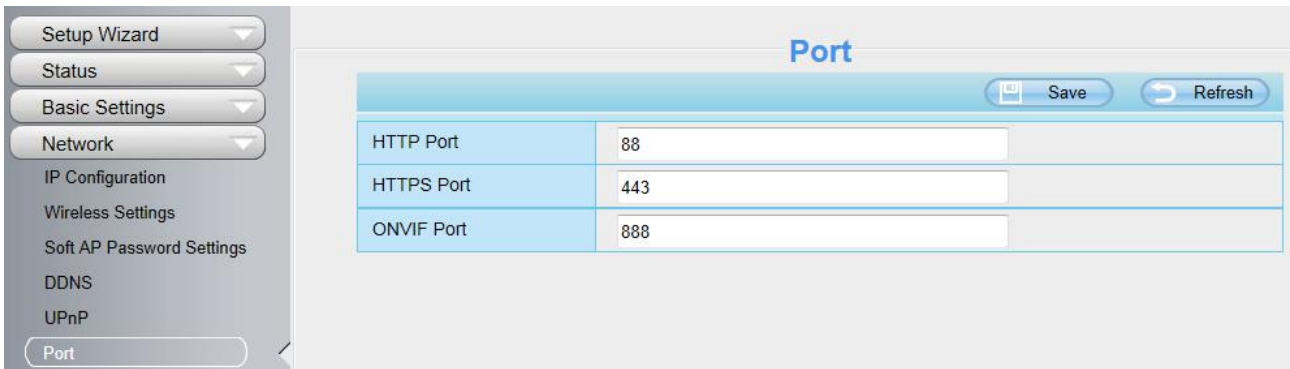 Setup Wizard
Status
Basic Settings
Network
IP Configuration
Wireless Settings
Soft AP Password Settings
DDNS
UPnP
Port
Port
Save Refresh
HTTP Port 88
HTTPS Port 443
ONVIF Port 888